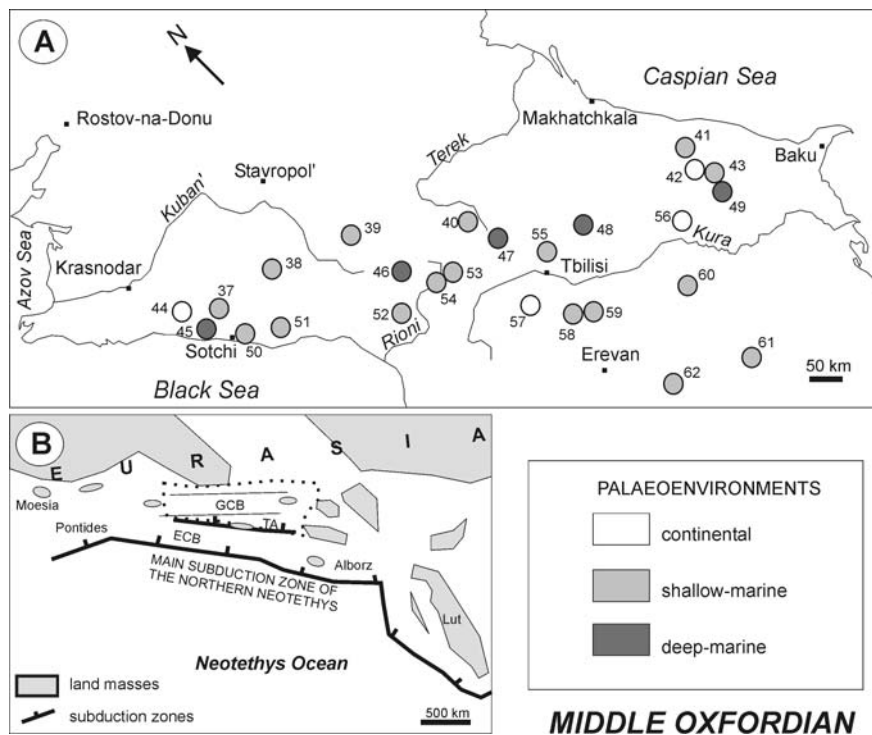 A
N
Caspian Sea
Rostov-na-Donu
Makhatchkala
Terek
41
Baku
Stavropol'
42
43
Kuban'
49
40
56
39
Azov Sea
47
55
48
Kura
Krasnodar
38
46
53
Tbilisi
54
60
37
44
52
57
58
59
45
51
Rioni
Sotchi
50
61
Erevan
62
50 km
Black Sea
B
E U R A S I A
Moesia
GCB
Pontides
TA
ECB
Alborz
MAIN SUBDUCTION ZONE OF
THE NORTHERN NEOTETHYS
Lut
Neotethys Ocean
land masses
subduction zones
500 km
PALAEOENVIRONMENTS
continental
shallow-marine
deep-marine
MIDDLE OXFORDIAN